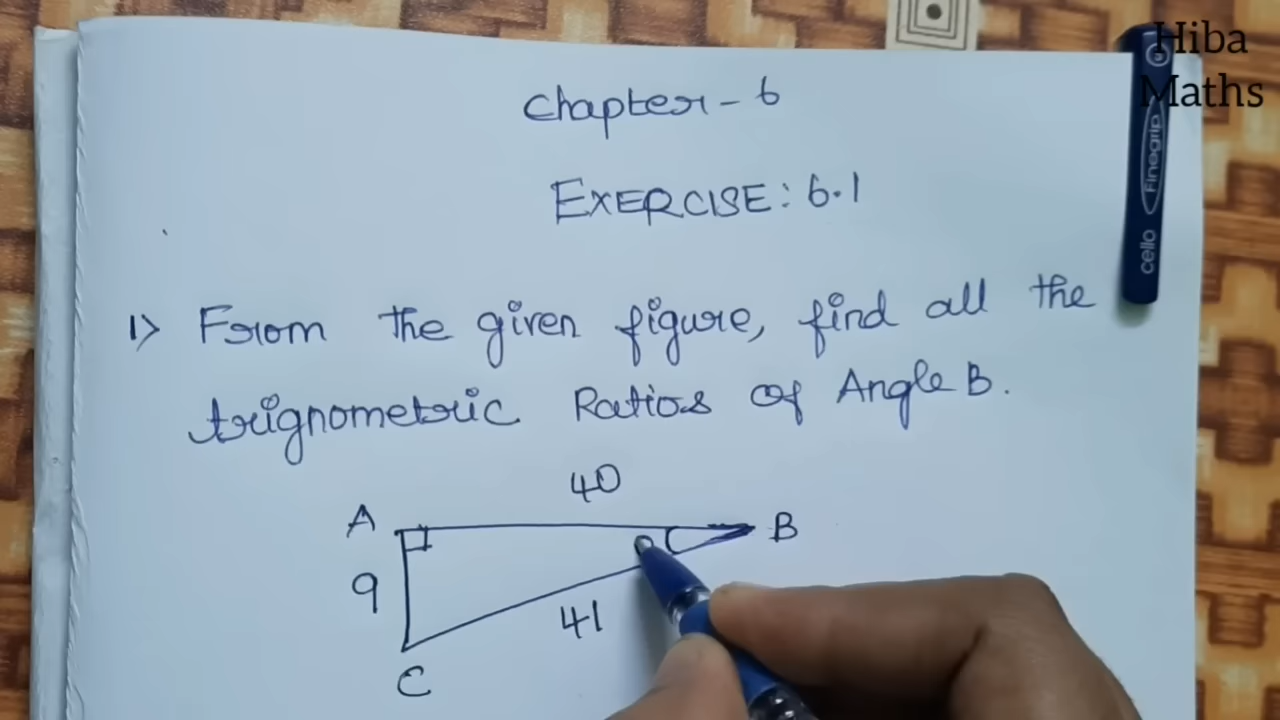 Hiba
Maths
Chapter - 6
EXERCISE: 6.1
cello Finegrip
1) From the given figure, find all the
trignometric Ratios of Angle B.
40
A
B
9
41
C